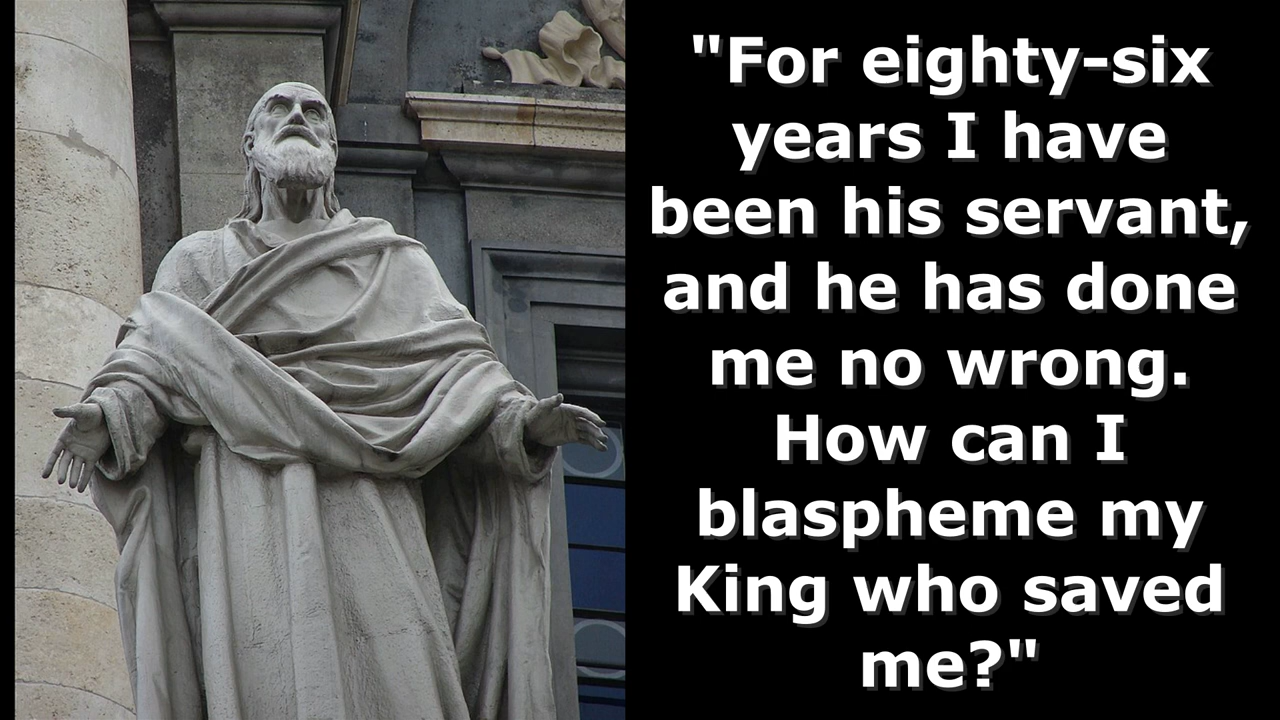 "For eighty-six
years I have
been his servant,
and he has done
me no wrong.
How can I
blaspheme my
King who saved
me?"